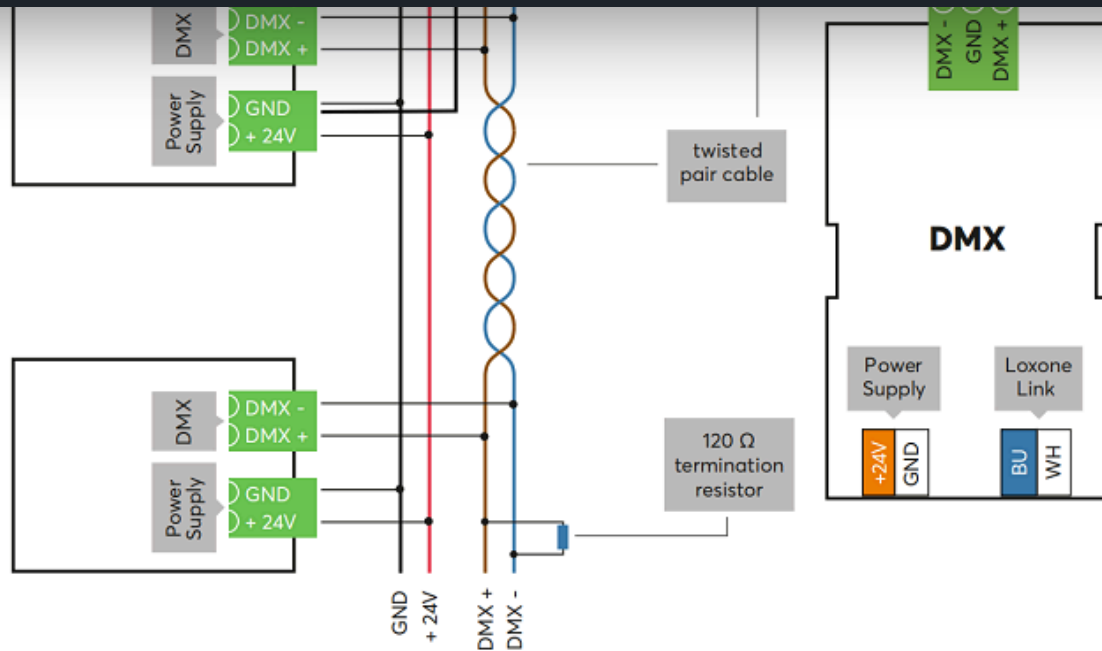 DMX
DMX -
DMX +
Power
Supply
GND
+ 24V
twisted
pair cable
DMX -
GND
DMX +
DMX
Power
Supply
Loxone
Link
+24V
GND
BU
WH
DMX
DMX -
DMX +
Power
Supply
GND
+ 24V
120 Ω
termination
resistor
GND
+ 24V
DMX +
DMX -